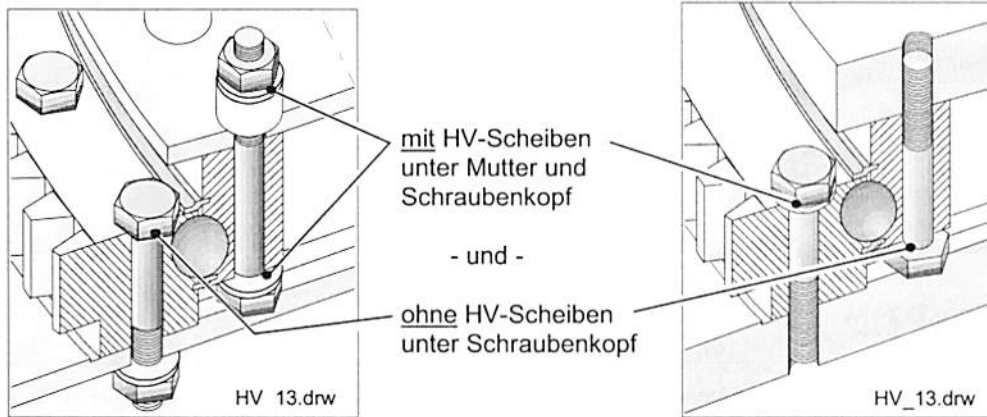 mit HV-Scheiben
unter Mutter und
Schraubenkopf
- und -
ohne HV-Scheiben
unter Schraubenkopf
HV 13.drw
HV_13.drw